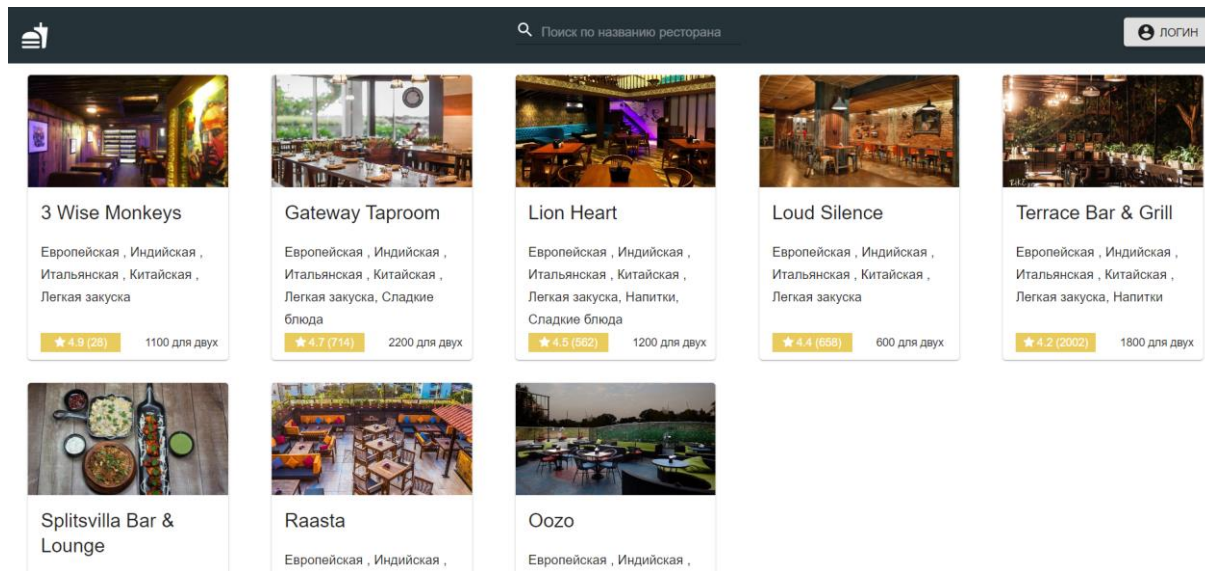 Поиск по названию ресторана
ЛОГИН
3 Wise Monkeys
Европейская , Индийская ,
Итальянская , Китайская ,
Легкая закуска
4.9 (28)
1100 для двух
Gateway Taproom
Европейская , Индийская ,
Итальянская , Китайская ,
Легкая закуска, Сладкие
блюда
4.7 (714)
2200 для двух
Lion Heart
Европейская , Индийская ,
Итальянская , Китайская ,
Легкая закуска, Напитки,
Сладкие блюда
4.5 (562)
1200 для двух
Loud Silence
Европейская , Индийская ,
Итальянская , Китайская ,
Легкая закуска
4.4 (658)
600 для двух
Terrace Bar & Grill
Европейская , Индийская ,
Итальянская , Китайская ,
Легкая закуска, Напитки
4.2 (2002)
1800 для двух
Splitsvilla Bar &
Lounge
Raasta
Европейская , Индийская ,
Oozo
Европейская , Индийская ,